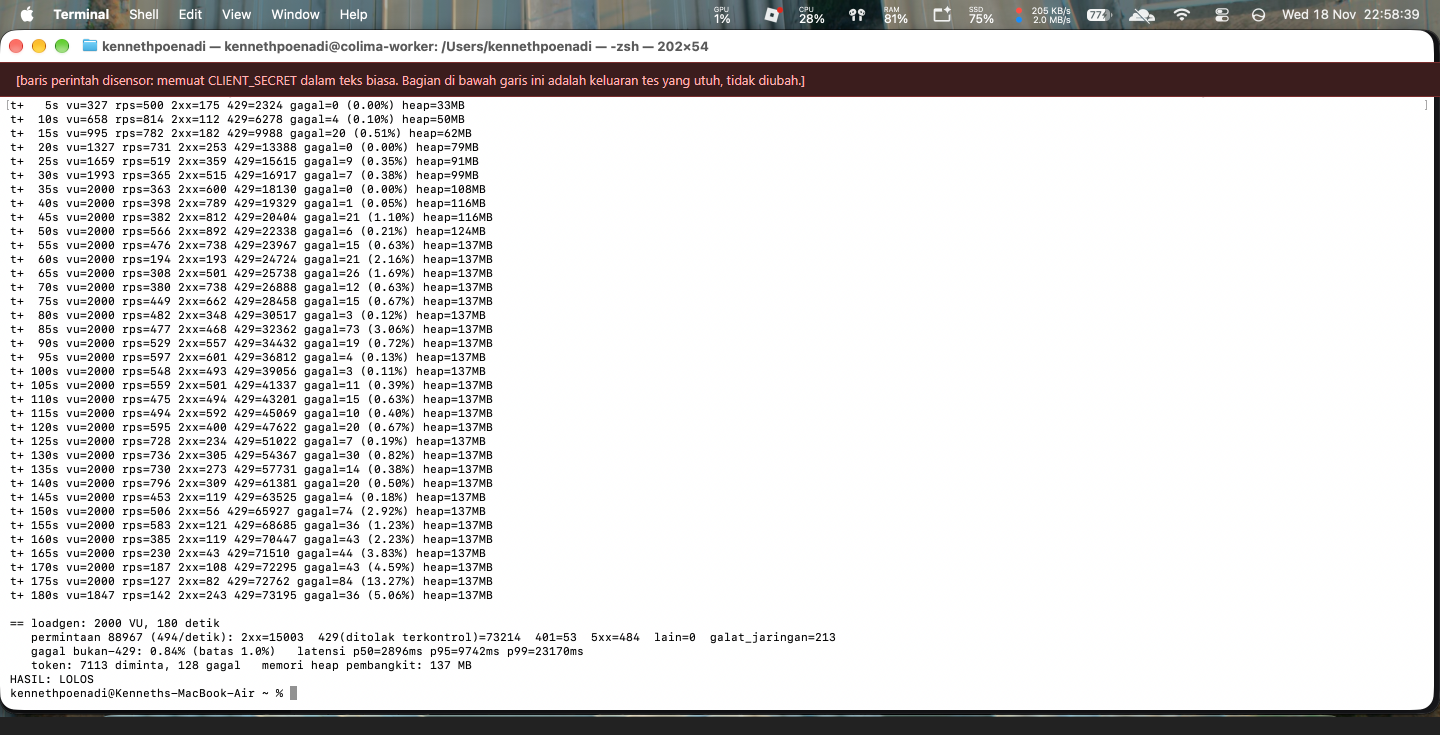 Terminal Shell Edit View Window Help GPU 1% CPU 28% RAM 81% SSD 75% 205 KB/s 2.0 MB/s 77 Wed 18 Nov 22:58:39
kennethpoenadi — kennethpoenadi@colima-worker: /Users/kennethpoenadi — -zsh — 202×54
[baris perintah disensor: memuat CLIENT_SECRET dalam teks biasa. Bagian di bawah garis ini adalah keluaran tes yang utuh, tidak diubah.]
[t+ 5s vu=327 rps=500 2xx=175 429=2324 gagal=0 (0.00%) heap=33MB ]
t+ 10s vu=658 rps=814 2xx=112 429=6278 gagal=4 (0.10%) heap=50MB
t+ 15s vu=995 rps=782 2xx=182 429=9988 gagal=20 (0.51%) heap=62MB
t+ 20s vu=1327 rps=731 2xx=253 429=13388 gagal=0 (0.00%) heap=79MB
t+ 25s vu=1659 rps=519 2xx=359 429=15615 gagal=9 (0.35%) heap=91MB
t+ 30s vu=1993 rps=365 2xx=515 429=16917 gagal=7 (0.38%) heap=99MB
t+ 35s vu=2000 rps=363 2xx=600 429=18130 gagal=0 (0.00%) heap=108MB
t+ 40s vu=2000 rps=398 2xx=789 429=19329 gagal=1 (0.05%) heap=116MB
t+ 45s vu=2000 rps=382 2xx=812 429=20404 gagal=21 (1.10%) heap=116MB
t+ 50s vu=2000 rps=566 2xx=892 429=22338 gagal=6 (0.21%) heap=124MB
t+ 55s vu=2000 rps=476 2xx=738 429=23967 gagal=15 (0.63%) heap=137MB
t+ 60s vu=2000 rps=194 2xx=193 429=24724 gagal=21 (2.16%) heap=137MB
t+ 65s vu=2000 rps=308 2xx=501 429=25738 gagal=26 (1.69%) heap=137MB
t+ 70s vu=2000 rps=380 2xx=738 429=26888 gagal=12 (0.63%) heap=137MB
t+ 75s vu=2000 rps=449 2xx=662 429=28458 gagal=15 (0.67%) heap=137MB
t+ 80s vu=2000 rps=482 2xx=348 429=30517 gagal=3 (0.12%) heap=137MB
t+ 85s vu=2000 rps=477 2xx=468 429=32362 gagal=73 (3.06%) heap=137MB
t+ 90s vu=2000 rps=529 2xx=557 429=34432 gagal=19 (0.72%) heap=137MB
t+ 95s vu=2000 rps=597 2xx=601 429=36812 gagal=4 (0.13%) heap=137MB
t+ 100s vu=2000 rps=548 2xx=493 429=39056 gagal=3 (0.11%) heap=137MB
t+ 105s vu=2000 rps=559 2xx=501 429=41337 gagal=11 (0.39%) heap=137MB
t+ 110s vu=2000 rps=475 2xx=494 429=43201 gagal=15 (0.63%) heap=137MB
t+ 115s vu=2000 rps=494 2xx=592 429=45069 gagal=10 (0.40%) heap=137MB
t+ 120s vu=2000 rps=595 2xx=400 429=47622 gagal=20 (0.67%) heap=137MB
t+ 125s vu=2000 rps=728 2xx=234 429=51022 gagal=7 (0.19%) heap=137MB
t+ 130s vu=2000 rps=736 2xx=305 429=54367 gagal=30 (0.82%) heap=137MB
t+ 135s vu=2000 rps=730 2xx=273 429=57731 gagal=14 (0.38%) heap=137MB
t+ 140s vu=2000 rps=796 2xx=309 429=61381 gagal=20 (0.50%) heap=137MB
t+ 145s vu=2000 rps=453 2xx=119 429=63525 gagal=4 (0.18%) heap=137MB
t+ 150s vu=2000 rps=506 2xx=56 429=65927 gagal=74 (2.92%) heap=137MB
t+ 155s vu=2000 rps=583 2xx=121 429=68685 gagal=36 (1.23%) heap=137MB
t+ 160s vu=2000 rps=385 2xx=119 429=70447 gagal=43 (2.23%) heap=137MB
t+ 165s vu=2000 rps=230 2xx=43 429=71510 gagal=44 (3.83%) heap=137MB
t+ 170s vu=2000 rps=187 2xx=108 429=72295 gagal=43 (4.59%) heap=137MB
t+ 175s vu=2000 rps=127 2xx=82 429=72762 gagal=84 (13.27%) heap=137MB
t+ 180s vu=1847 rps=142 2xx=243 429=73195 gagal=36 (5.06%) heap=137MB
== loadgen: 2000 VU, 180 detik
permintaan 88967 (494/detik): 2xx=15003 429(ditolak terkontrol)=73214 401=53 5xx=484 lain=0 galat_jaringan=213
gagal bukan-429: 0.84% (batas 1.0%) latensi p50=2896ms p95=9742ms p99=23170ms
token: 7113 diminta, 128 gagal memori heap pembangkit: 137 MB
HASIL: LOLOS
kennethpoenadi@Kenneths-MacBook-Air ~ %